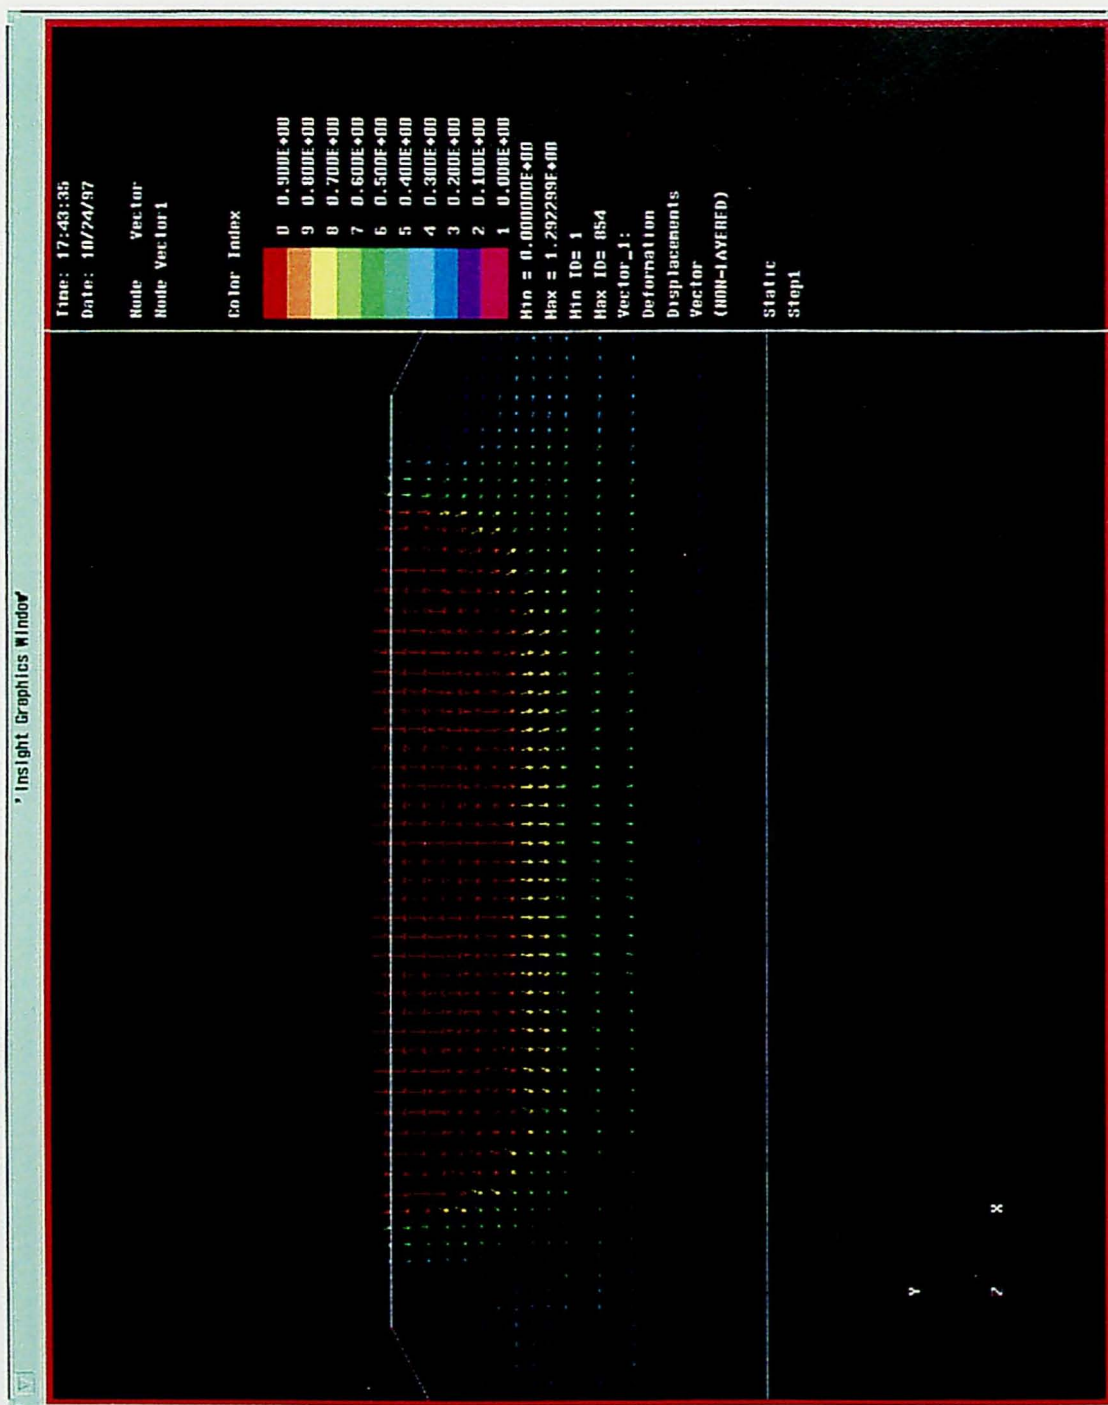 Insight Graphics Window
Time: 17:43:35
Date: 10/24/97
Node Vector
Node Vector1
Color Index
0 0.900E+00
9 0.800E+00
8 0.700E+00
7 0.600E+00
6 0.500E+00
5 0.400E+00
4 0.300E+00
3 0.200E+00
2 0.100E+00
1 0.000E+00
Min = 0.000000E+00
Max = 1.292299E+00
Min ID= 1
Max ID= 854
Vector_1:
Deformation
Displacements
Vector
(NON-LAYERED)
Static
Step1
Y
Z X